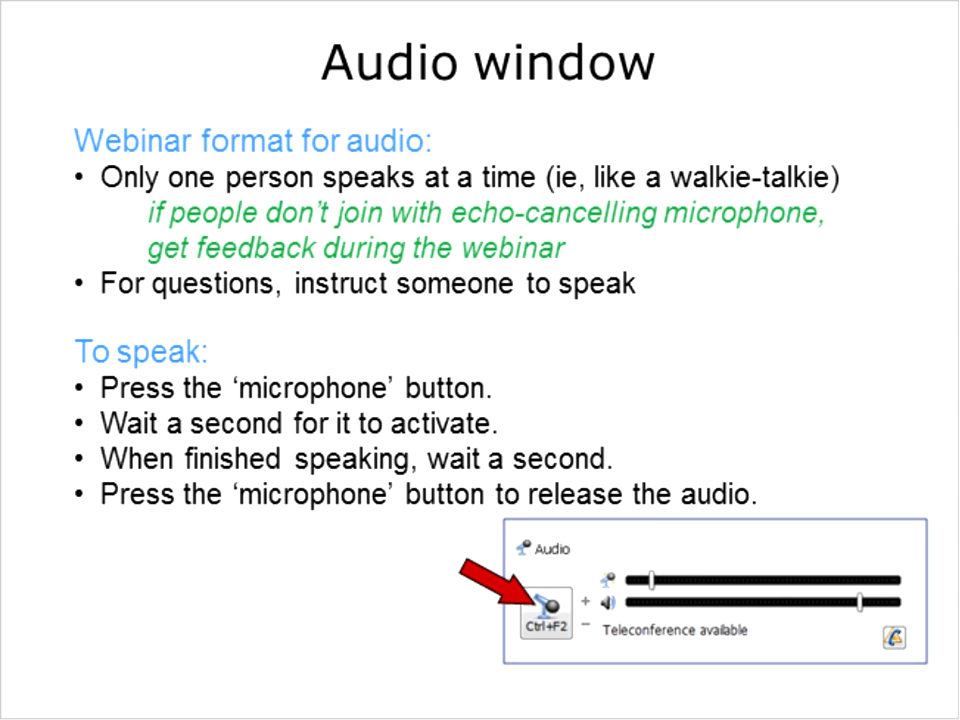 Audio window
Webinar format for audio:
• Only one person speaks at a time (ie, like a walkie-talkie)
if people don’t join with echo-cancelling microphone,
get feedback during the webinar
• For questions, instruct someone to speak
To speak:
• Press the ‘microphone’ button.
• Wait a second for it to activate.
• When finished speaking, wait a second.
• Press the ‘microphone’ button to release the audio.
Audio
Ctrl+F2
+
−
Teleconference available